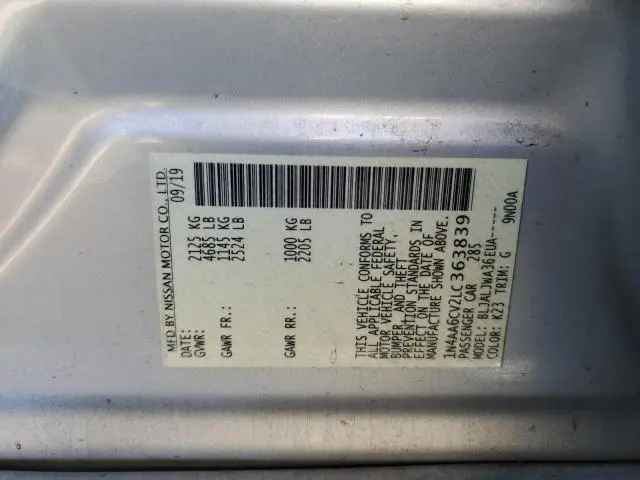 MFD BY NISSAN MOTOR CO., LTD.
DATE: 09/19
GVWR: 2125 KG
4685 LB
GAWR FR.: 1145 KG
2524 LB
GAWR RR.: 1000 KG
2205 LB
THIS VEHICLE CONFORMS TO
ALL APPLICABLE FEDERAL
MOTOR VEHICLE SAFETY,
BUMPER, AND THEFT
PREVENTION STANDARDS IN
EFFECT ON THE DATE OF
MANUFACTURE SHOWN ABOVE.
1N4AA6CV2LC363839
PASSENGER CAR 285
MODEL: BLJALJWA36EUA-----
COLOR: K23 TRIM: G 9N00A